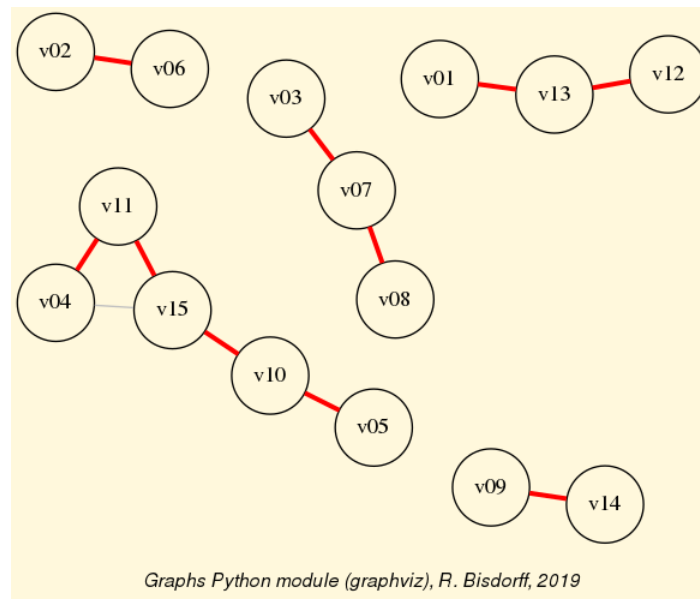 v02
v06
v03
v01
v13
v12
v07
v11
v04
v15
v08
v10
v05
v09
v14
Graphs Python module (graphviz), R. Bisdorff, 2019